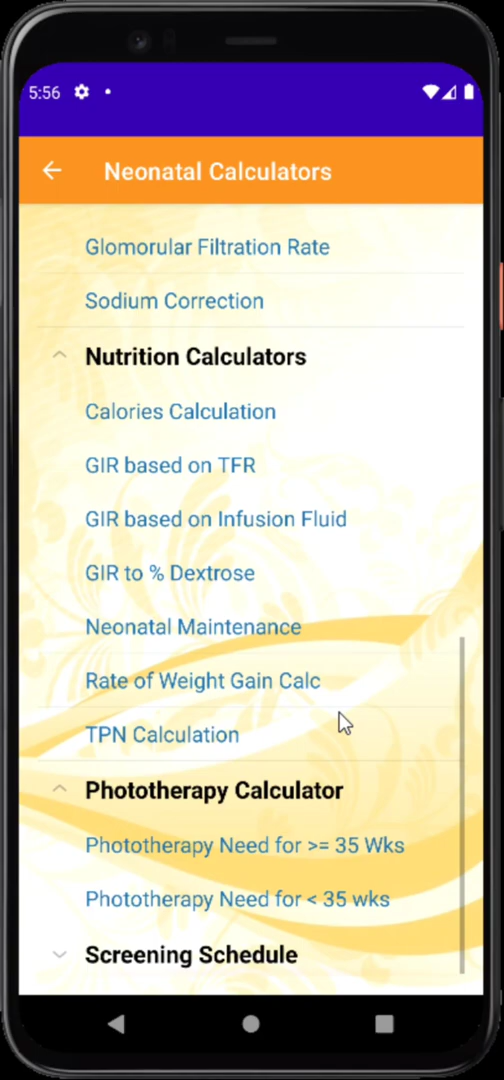 5:56
Neonatal Calculators
Glomorular Filtration Rate
Sodium Correction
Nutrition Calculators
Calories Calculation
GIR based on TFR
GIR based on Infusion Fluid
GIR to % Dextrose
Neonatal Maintenance
Rate of Weight Gain Calc
TPN Calculation
Phototherapy Calculator
Phototherapy Need for >= 35 Wks
Phototherapy Need for < 35 wks
Screening Schedule